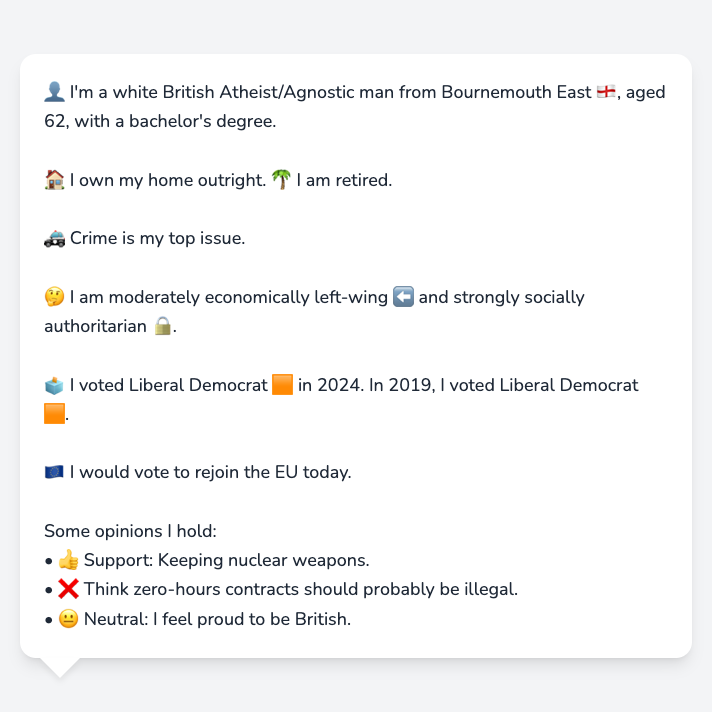 👤 I'm a white British Atheist/Agnostic man from Bournemouth East 🏴󠁧󠁢󠁥󠁮󠁧󠁿, aged
62, with a bachelor's degree.
🏠 I own my home outright. 🌴 I am retired.
🚓 Crime is my top issue.
🤔 I am moderately economically left-wing ⬅️ and strongly socially
authoritarian 🔒.
🗳️ I voted Liberal Democrat 🟧 in 2024. In 2019, I voted Liberal Democrat
🟧.
🇪🇺 I would vote to rejoin the EU today.
Some opinions I hold:
• 👍 Support: Keeping nuclear weapons.
• ❌ Think zero-hours contracts should probably be illegal.
• 😐 Neutral: I feel proud to be British.